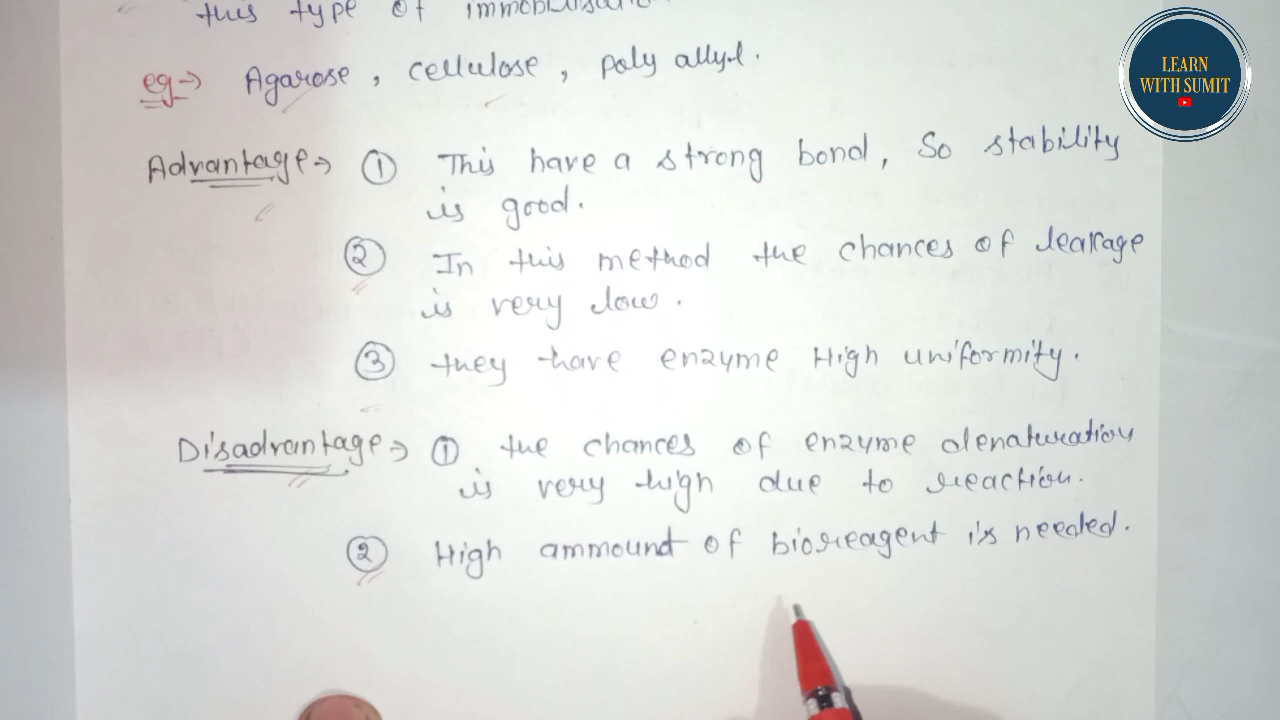 this type of
eg→ Agarose, cellulose, poly allyl.
Advantage→ ① This have a strong bond, So stability
is good.
② In this method the chances of leakage
is very low.
③ they have enzyme High uniformity.
Disadvantage→ ① the chances of enzyme denaturation
is very high due to reaction.
② High ammount of bioreagent is needed.
LEARN
WITH SUMIT